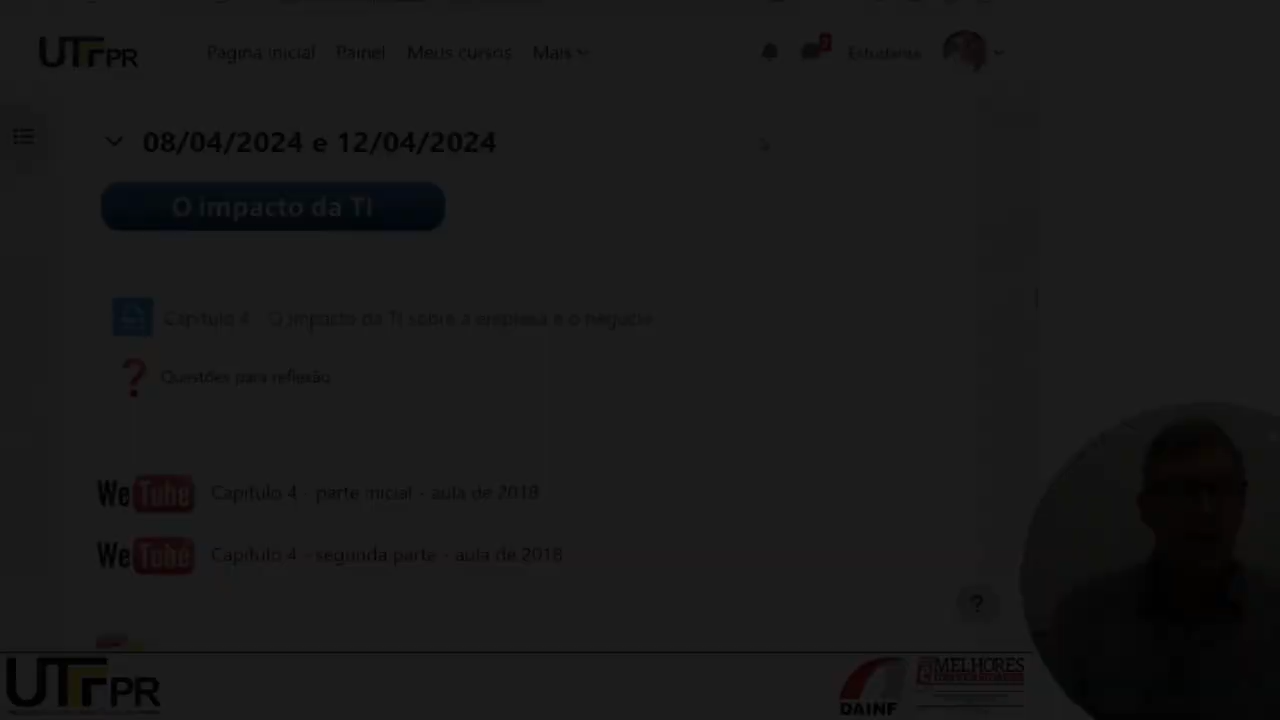 UTFPR
Página inicial Painel Meus cursos Mais
Estudante
08/04/2024 e 12/04/2024
O impacto da TI
Capítulo 4 - O impacto da TI sobre a empresa e o negócio
? Questões para reflexão
WeTube Capítulo 4 - parte inicial - aula de 2018
WeTube Capítulo 4 - segunda parte - aula de 2018
?
UTFPR
DAINF
MELHORES